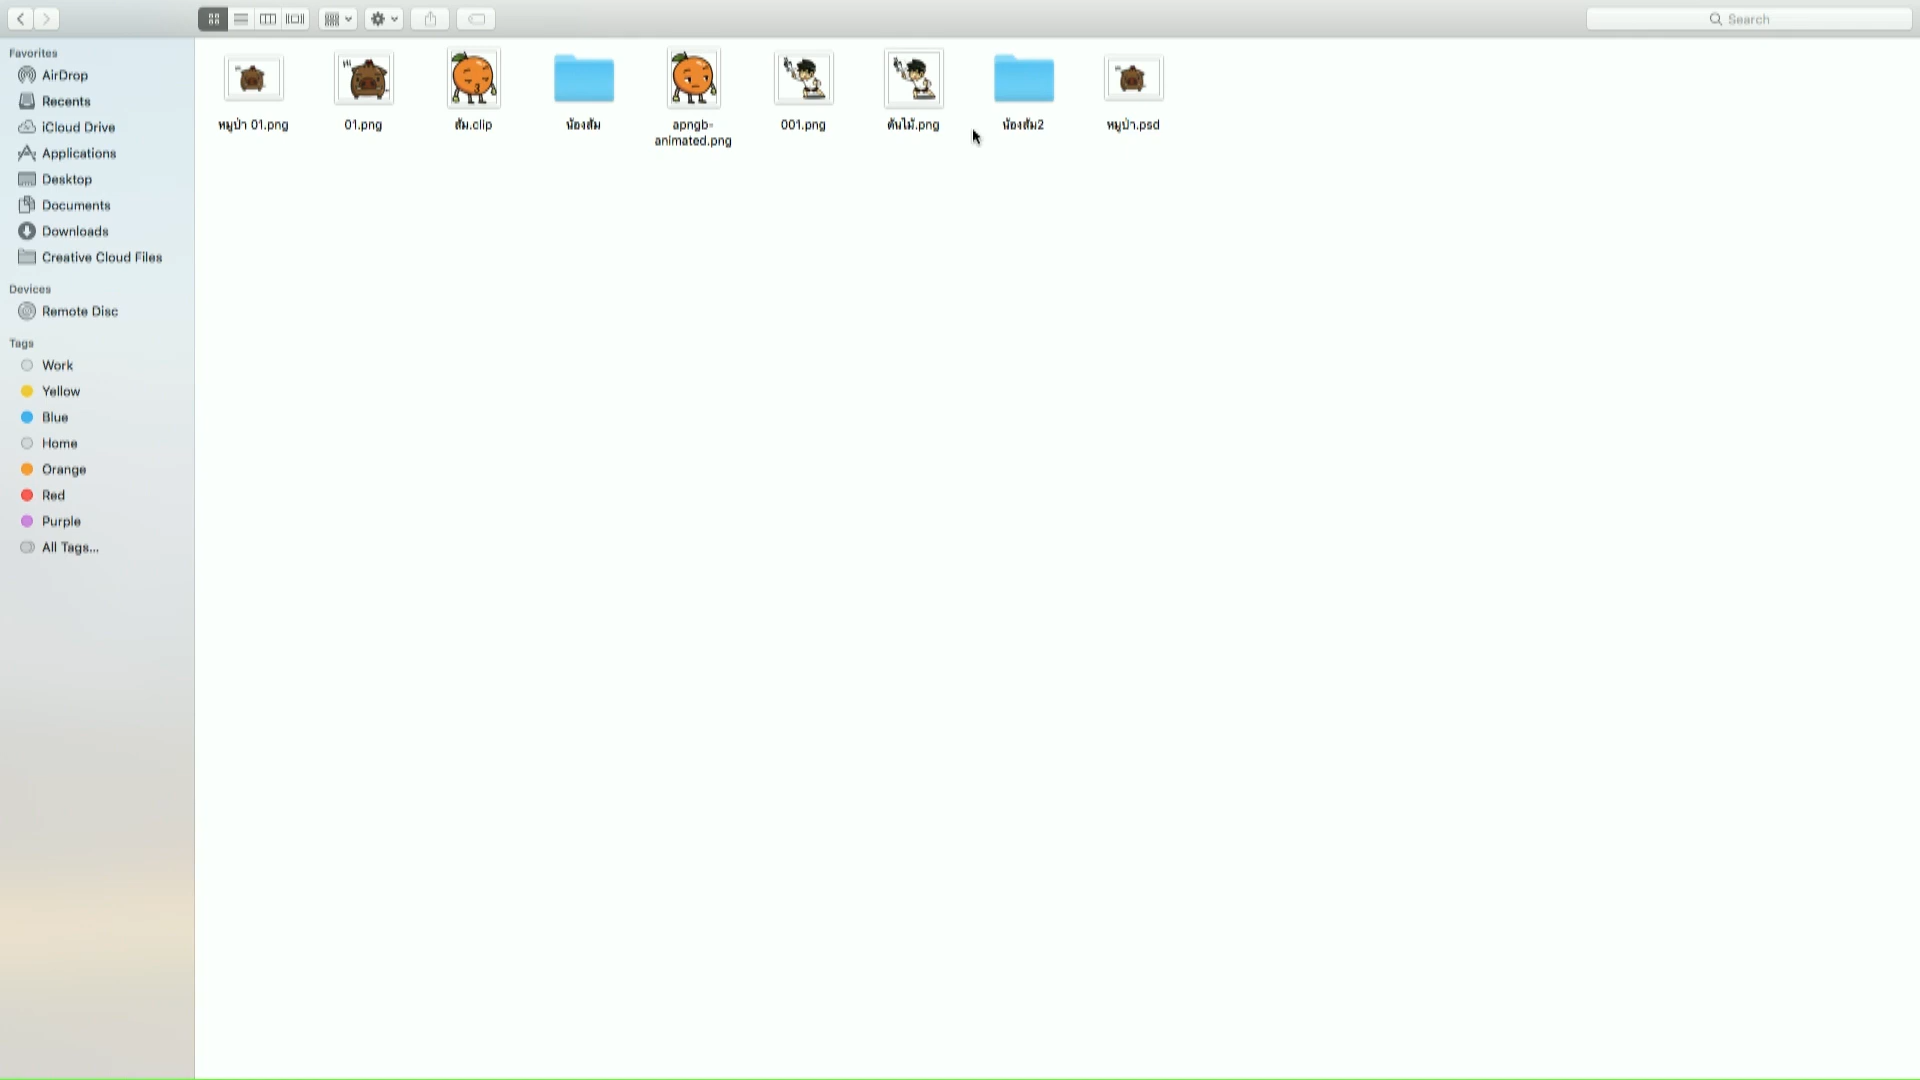 Search
Favorites
AirDrop
Recents
iCloud Drive
Applications
Desktop
Documents
Downloads
Creative Cloud Files
Devices
Remote Disc
Tags
Work
Yellow
Blue
Home
Orange
Red
Purple
All Tags...
หมูป่า 01.png
01.png
ส้ม.clip
น้องส้ม
apngb-
animated.png
001.png
ต้นไม้.png
น้องส้ม2
หมูป่า.psd
Hi